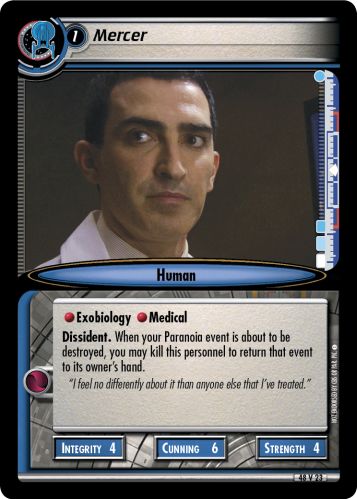 1 Mercer
Human
Exobiology Medical
Dissident. When your Paranoia event is about to
be destroyed, you may kill this personnel to return that event
to its owner's hand.
"I feel no differently about it than anyone else that I've treated."
INTEGRITY 4 CUNNING 6 STRENGTH 4
48 V 23